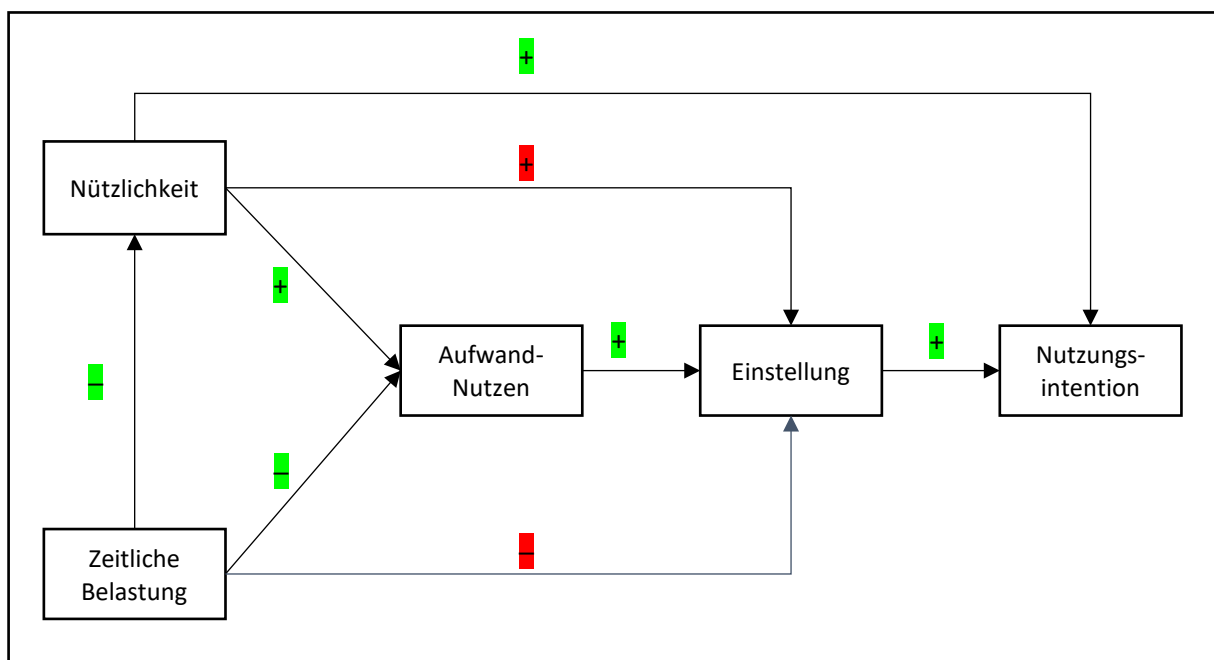 +
+
Nützlichkeit
+
+
+
Aufwand-
Nutzen
Einstellung
Nutzungs-
intention
–
–
–
Zeitliche
Belastung